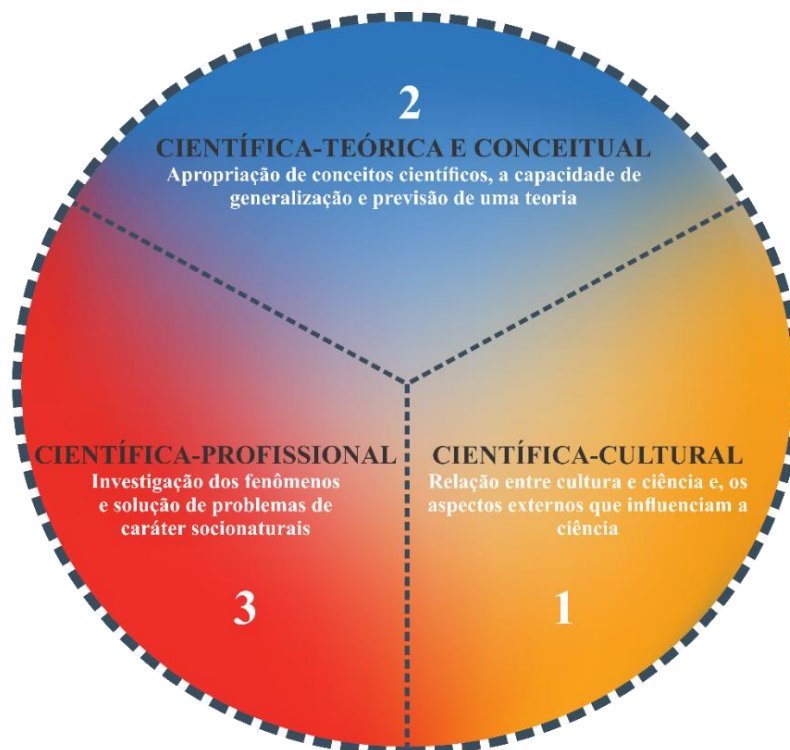 2
CIENTÍFICA-TEÓRICA E CONCEITUAL
Apropriação de conceitos científicos, a capacidade de
generalização e previsão de uma teoria
CIENTÍFICA-PROFISSIONAL
Investigação dos fenômenos
e solução de problemas de
caráter socionaturais
3
CIENTÍFICA-CULTURAL
Relação entre cultura e ciência e, os
aspectos externos que influenciam a
ciência
1